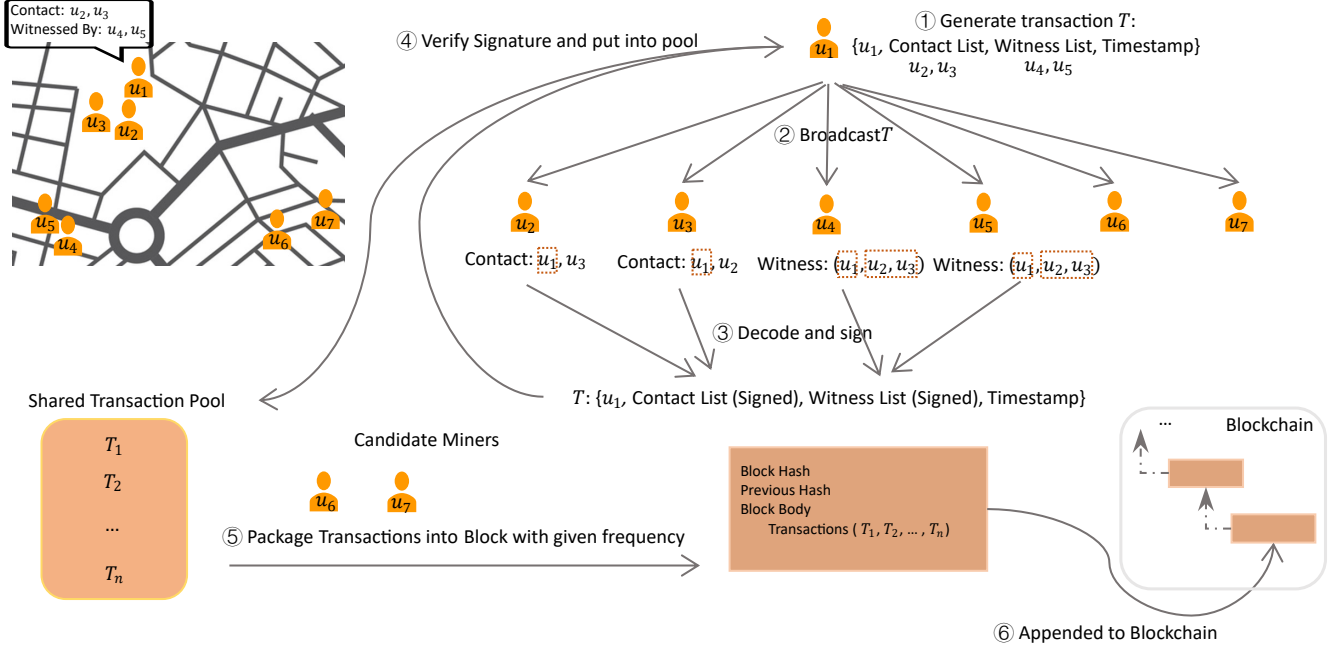 Contact: u₂, u₃
Witnessed By: u₄, u₅
u₁
u₃
u₂
u₅
u₄
u₆
u₇
④ Verify Signature and put into pool
u₁
① Generate transaction T:
{u₁, Contact List, Witness List, Timestamp}
u₂, u₃
u₄, u₅
② BroadcastT
u₂
u₃
u₄
u₅
u₆
u₇
Contact: u₁, u₃
Contact: u₁, u₂
Witness: (u₁, u₂, u₃)
Witness: (u₁, u₂, u₃)
③ Decode and sign
T: {u₁, Contact List (Signed), Witness List (Signed), Timestamp}
Shared Transaction Pool
T₁
T₂
...
Tₙ
Candidate Miners
u₆
u₇
⑤ Package Transactions into Block with given frequency
Block Hash
Previous Hash
Block Body
Transactions ( T₁, T₂, ... , Tₙ)
...
Blockchain
⑥ Appended to Blockchain